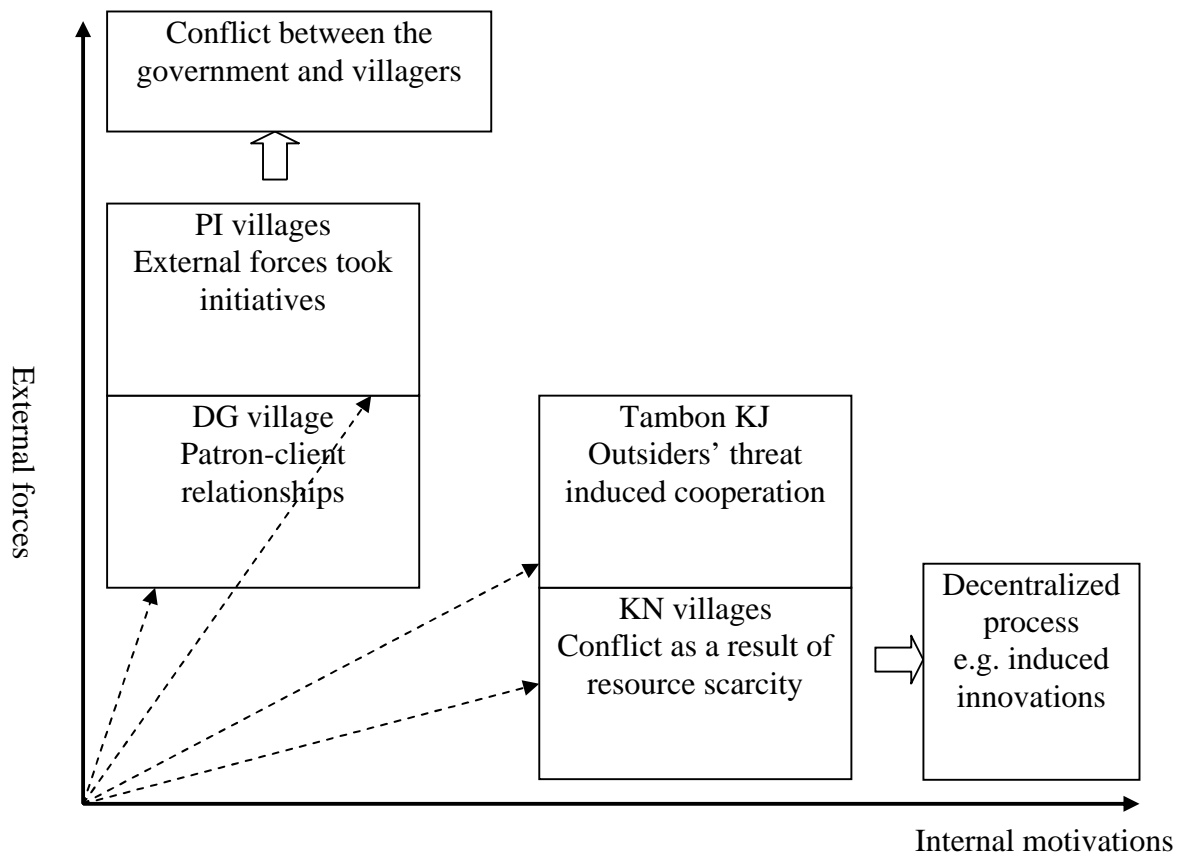 Conflict between the
government and villagers
PI villages
External forces took
initiatives
External forces
DG village
Patron-client
relationships
Tambon KJ
Outsiders’ threat
induced cooperation
KN villages
Conflict as a result of
resource scarcity
Decentralized
process
e.g. induced
innovations
Internal motivations